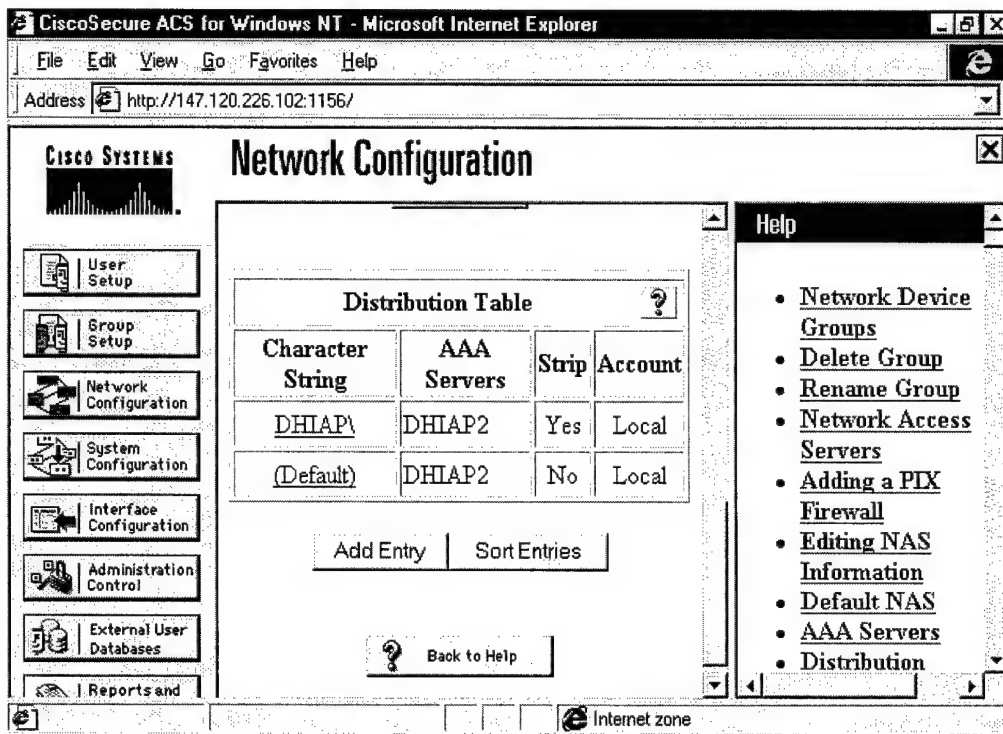 CiscoSecure ACS for Windows NT - Microsoft Internet Explorer
File Edit View Go Favorites Help
Address http://147.120.226.102:1156/
CISCO SYSTEMS
Network Configuration
User
Setup
Group
Setup
Network
Configuration
System
Configuration
Interface
Configuration
Administration
Control
External User
Databases
Reports and
Distribution Table ?
Character
String
AAA
Servers
Strip
Account
DHIAP\ DHIAP2 Yes Local
(Default) DHIAP2 No Local
Add Entry Sort Entries
? Back to Help
Help
Network Device
Groups
Delete Group
Rename Group
Network Access
Servers
Adding a PIX
Firewall
Editing NAS
Information
Default NAS
AAA Servers
Distribution
Internet zone